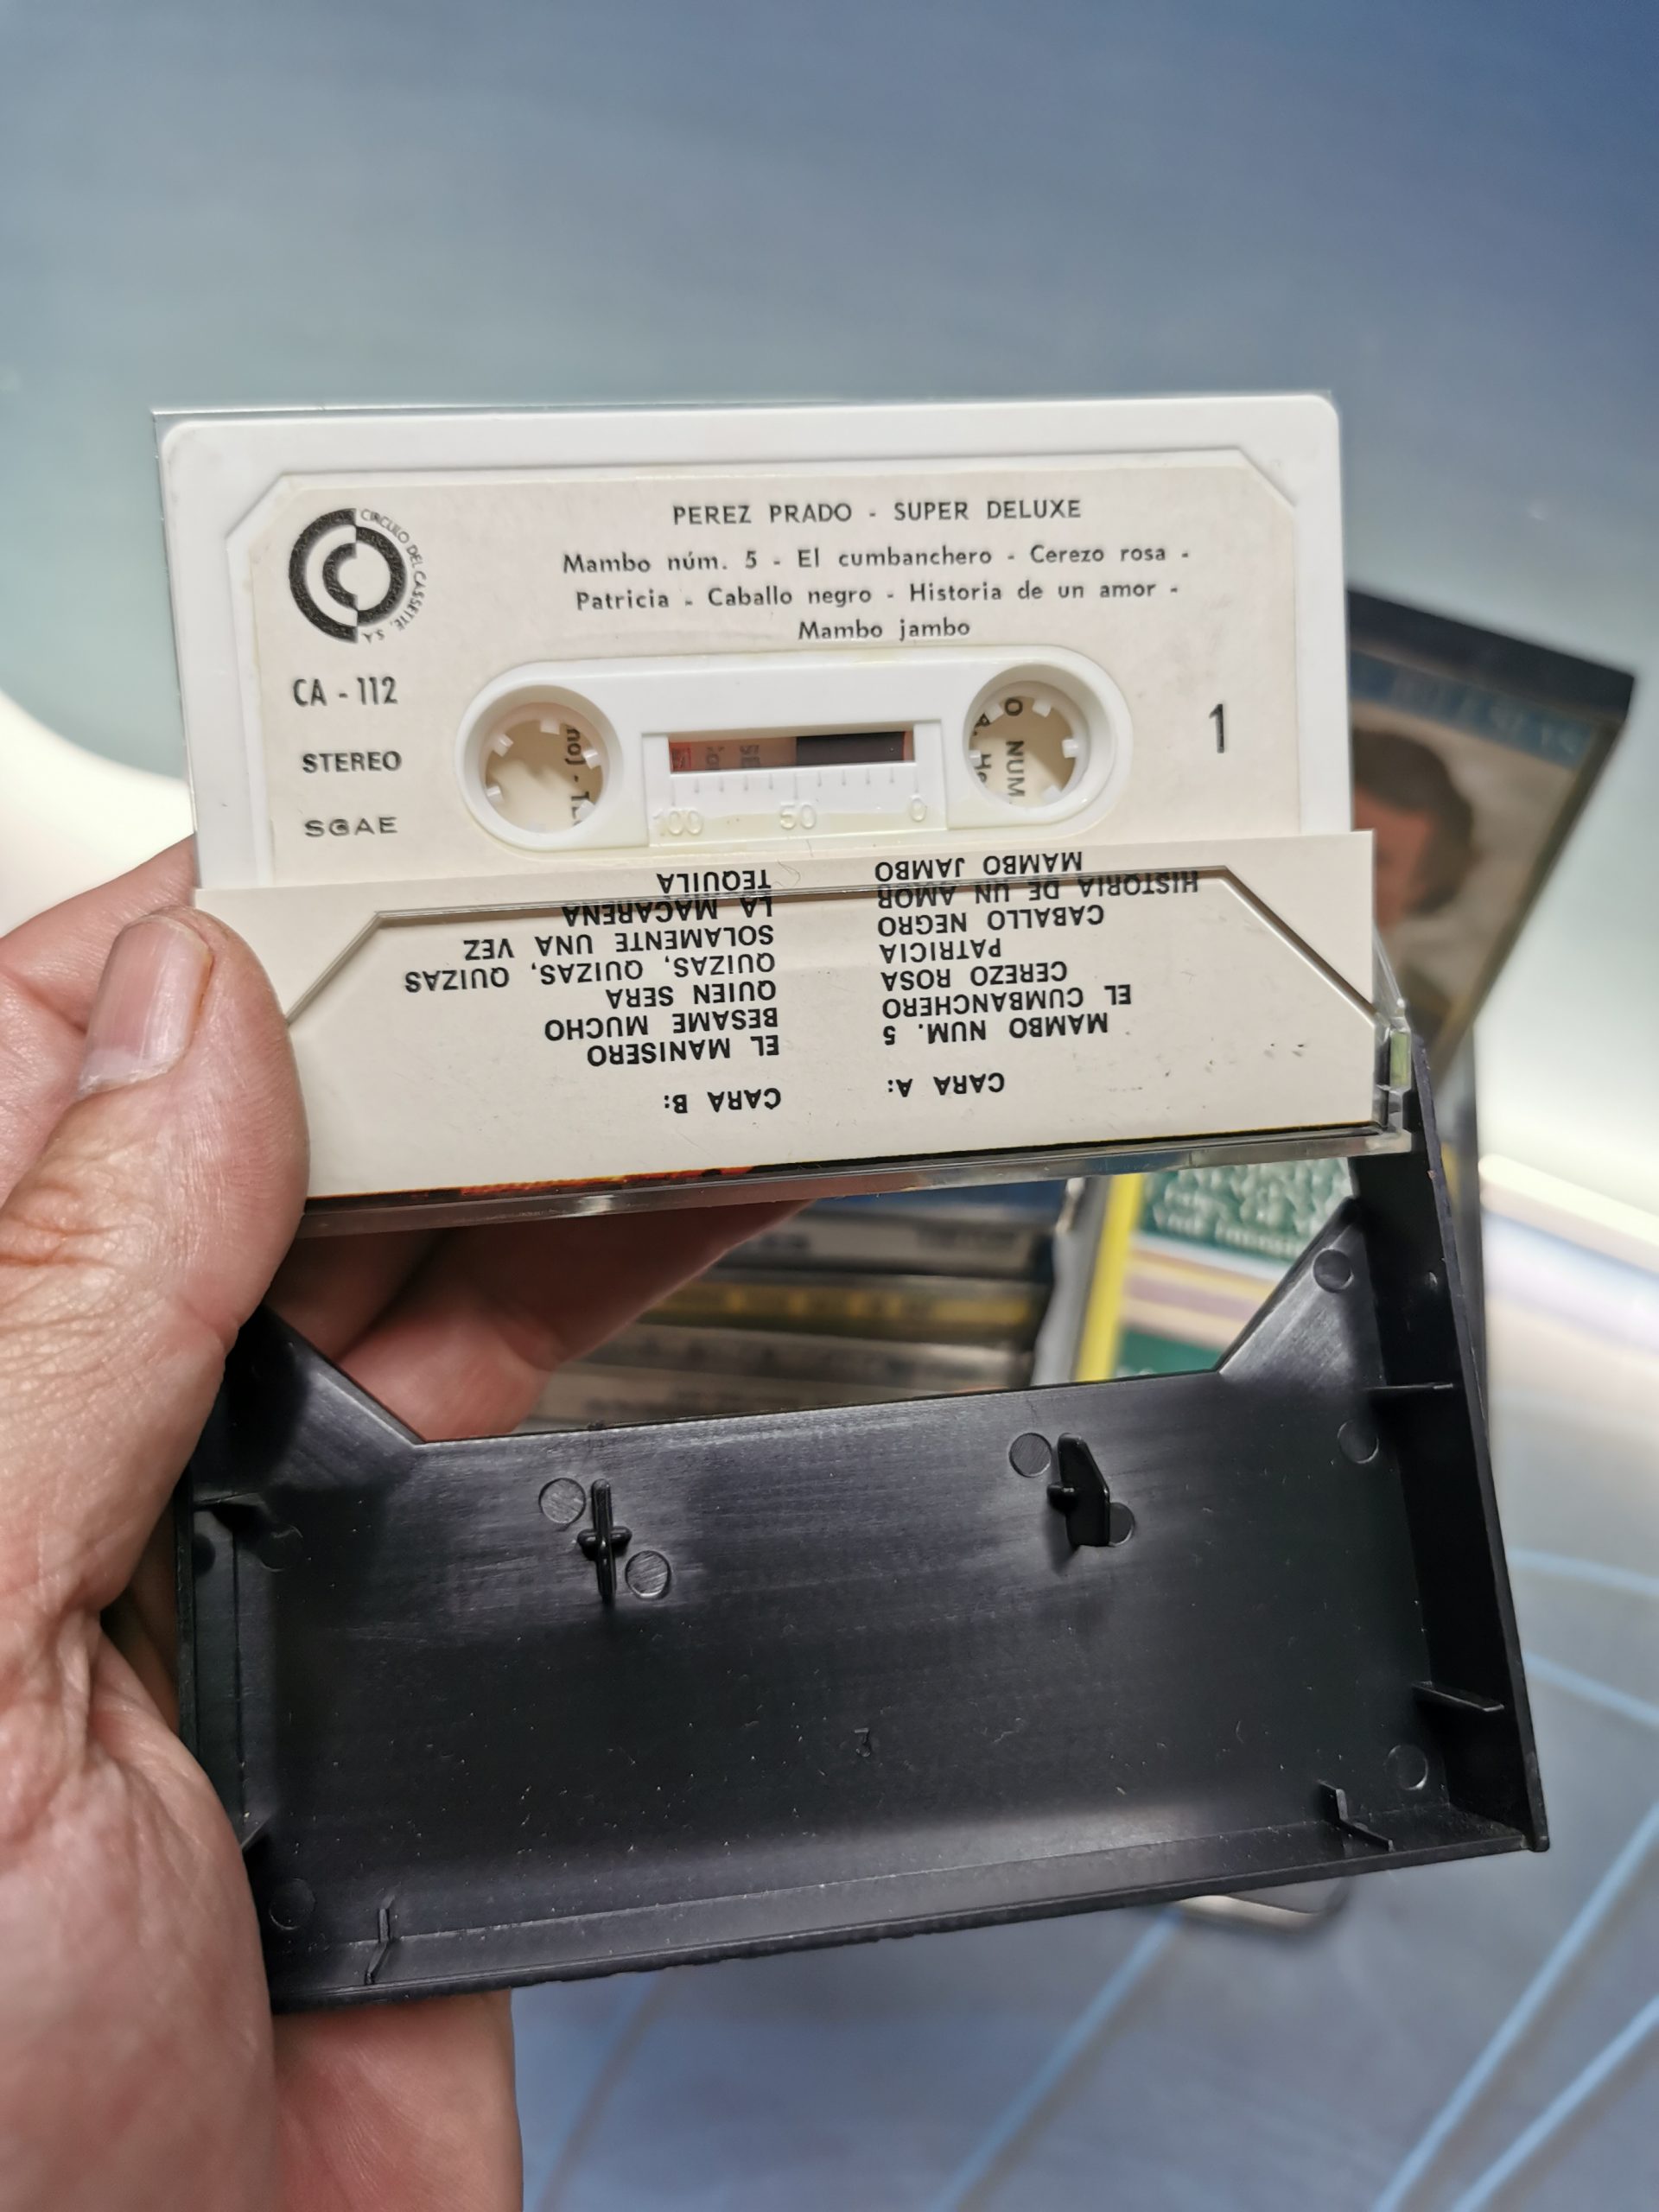 CIRCULO DEL CASSETTE, S.A.
PEREZ PRADO - SUPER DELUXE
Mambo núm. 5 - El cumbanchero - Cerezo rosa -
Patricia - Caballo negro - Historia de un amor -
Mambo jambo
CA - 112
STEREO
SGAE
1
100 50 0
O NUM.
CARA A:
MAMBO NUM. 5
EL CUMBANCHERO
CEREZO ROSA
PATRICIA
CABALLO NEGRO
HISTORIA DE UN AMOR
MAMBO JAMBO
CARA B:
EL MANISERO
BESAME MUCHO
QUIEN SERA
QUIZAS, QUIZAS, QUIZAS
SOLAMENTE UNA VEZ
LA MACARENA
TEQUILA
3